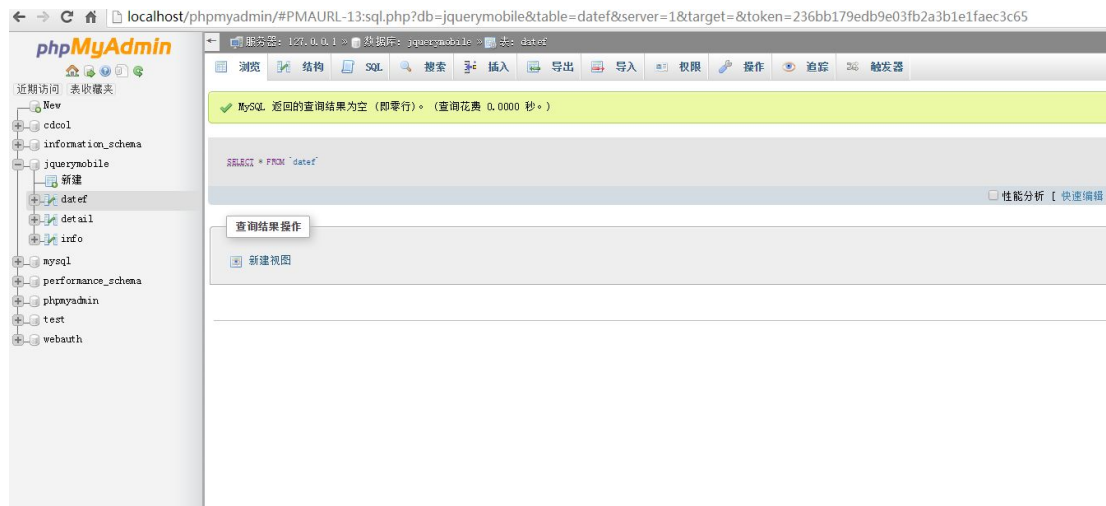 localhost/phpmyadmin/#PMAURL-13:sql.php?db=jquerymobile&table=datef&server=1&target=&token=236bb179edb9e03fb2a3b1e1faec3c65
phpMyAdmin
近期访问 表收藏夹
New
cdcol
information_schema
jquerymobile
新建
datef
detail
info
mysql
performance_schema
phpmyadmin
test
webauth
服务器: 127.0.0.1 » 数据库: jquerymobile » 表: datef
浏览 结构 SQL 搜索 插入 导出 导入 权限 操作 追踪 触发器
MySQL 返回的查询结果为空 (即零行)。 (查询花费 0.0000 秒。)
SELECT * FROM `datef`
性能分析 [ 快速编辑
查询结果操作
新建视图